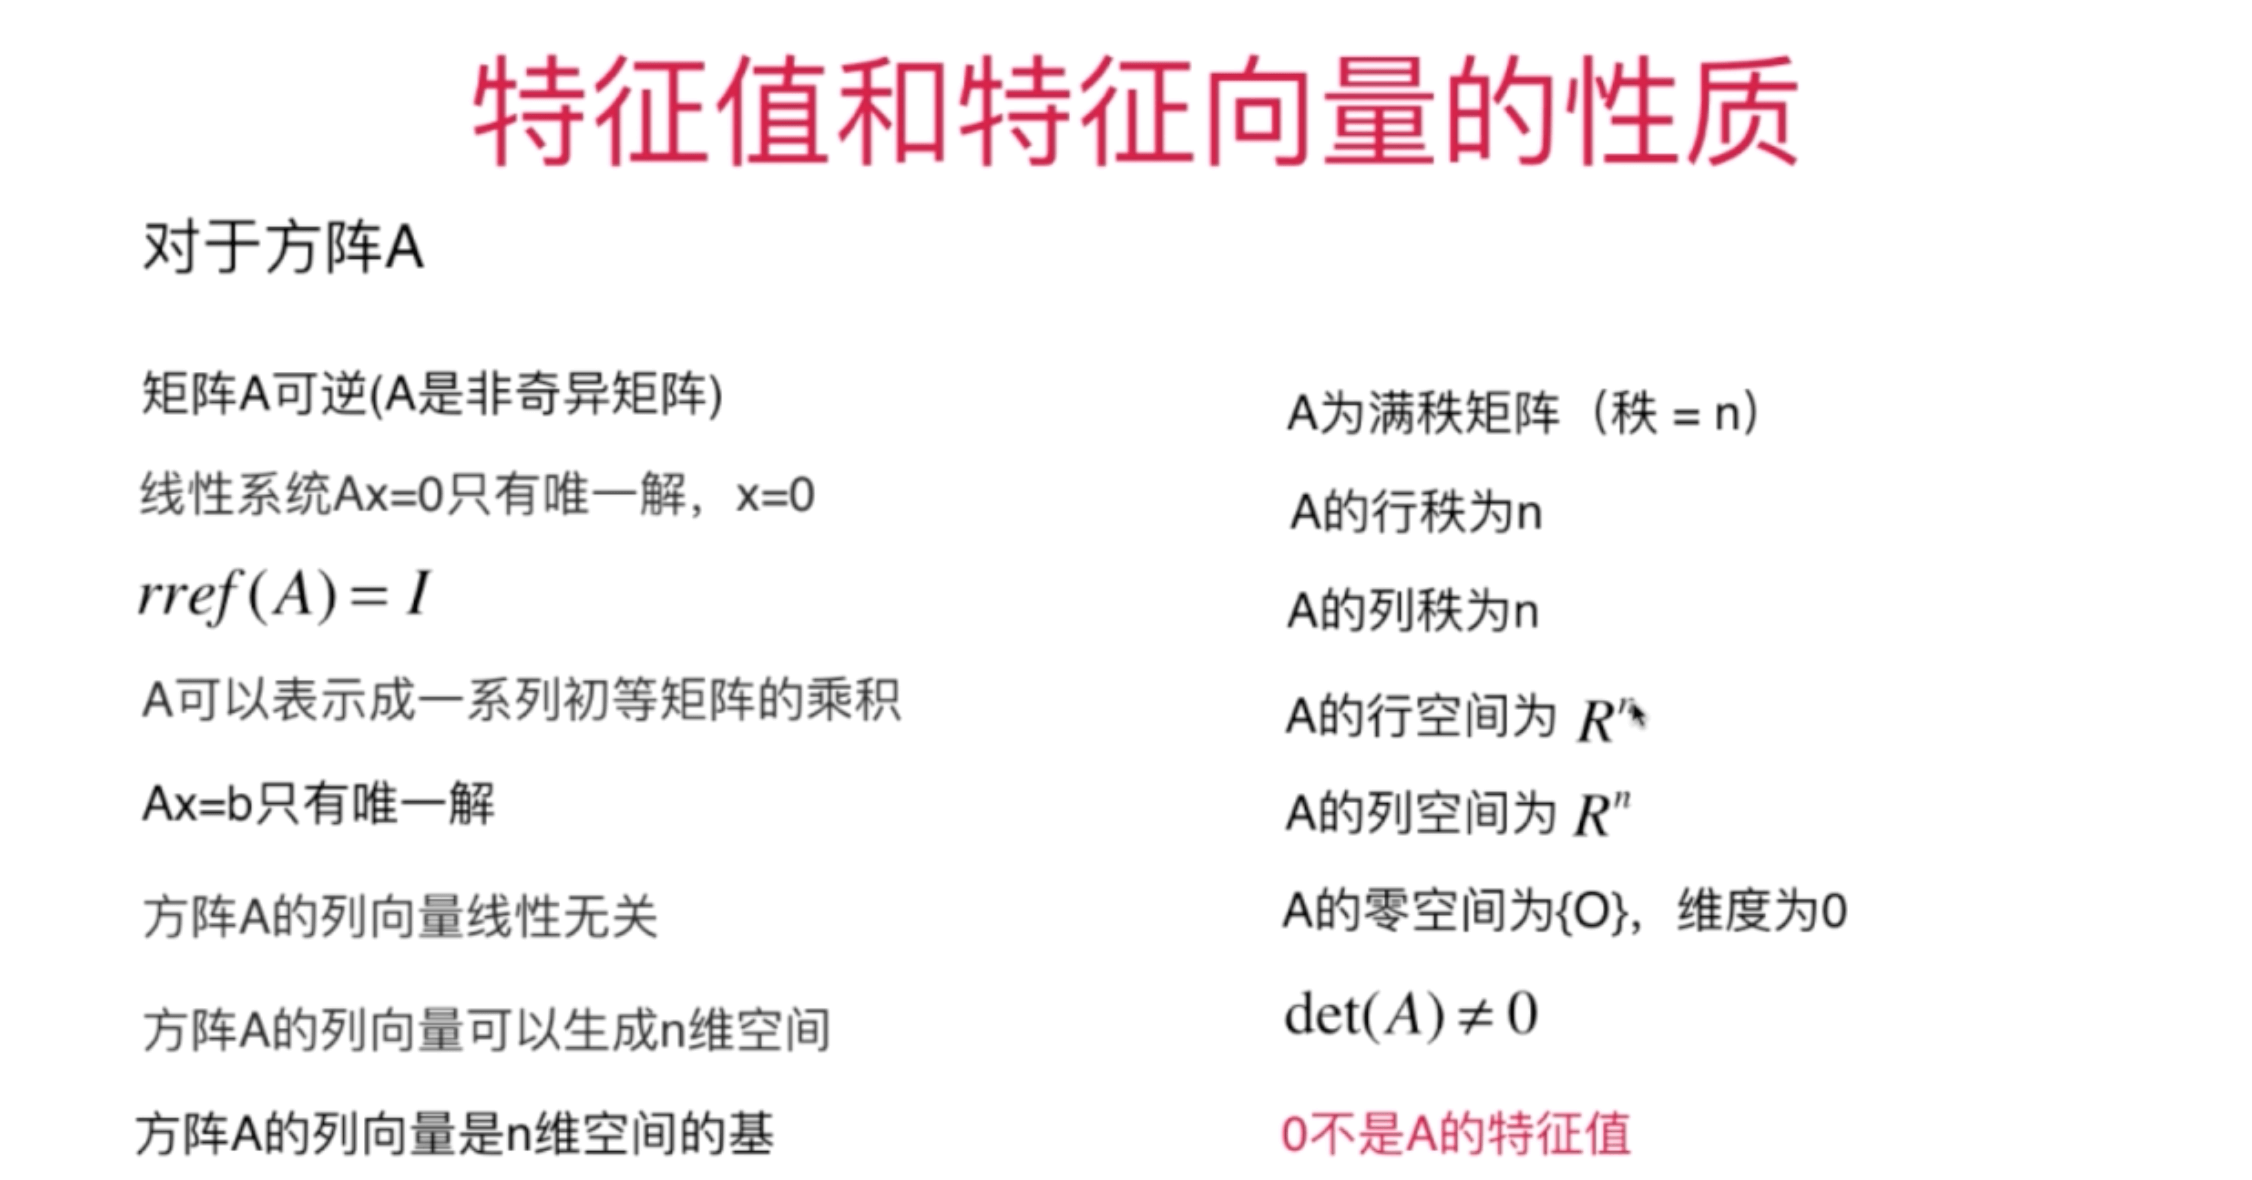 特征值和特征向量的性质
对于方阵A
矩阵A可逆(A是非奇异矩阵)
线性系统Ax=0只有唯一解，x=0
rref(A) = I
A可以表示成一系列初等矩阵的乘积
Ax=b只有唯一解
方阵A的列向量线性无关
方阵A的列向量可以生成n维空间
方阵A的列向量是n维空间的基
A为满秩矩阵（秩 = n）
A的行秩为n
A的列秩为n
A的行空间为 Rⁿ
A的列空间为 Rⁿ
A的零空间为{O}，维度为0
det(A) ≠ 0
0不是A的特征值